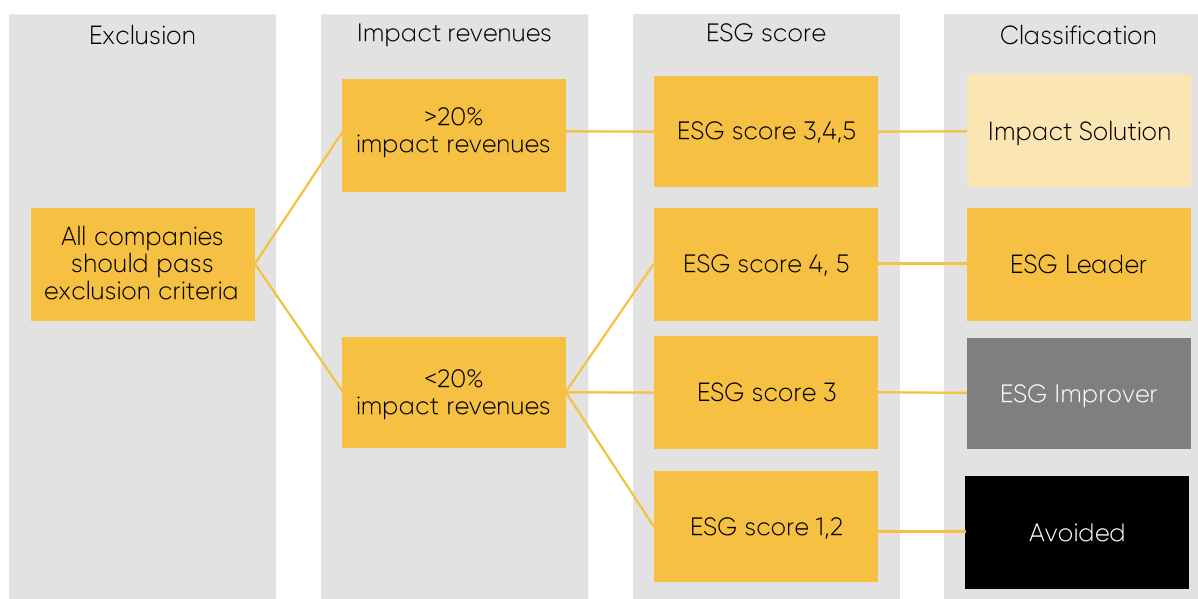 Exclusion
Impact revenues
ESG score
Classification
All companies
should pass
exclusion criteria
>20%
impact revenues
<20%
impact revenues
ESG score 3,4,5
ESG score 4, 5
ESG score 3
ESG score 1,2
Impact Solution
ESG Leader
ESG Improver
Avoided